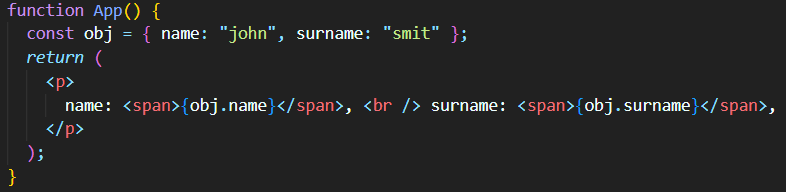 function App() {
const obj = { name: "john", surname: "smit" };
return (
<p>
name: <span>{obj.name}</span>, <br /> surname: <span>{obj.surname}</span>,
</p>
);
}